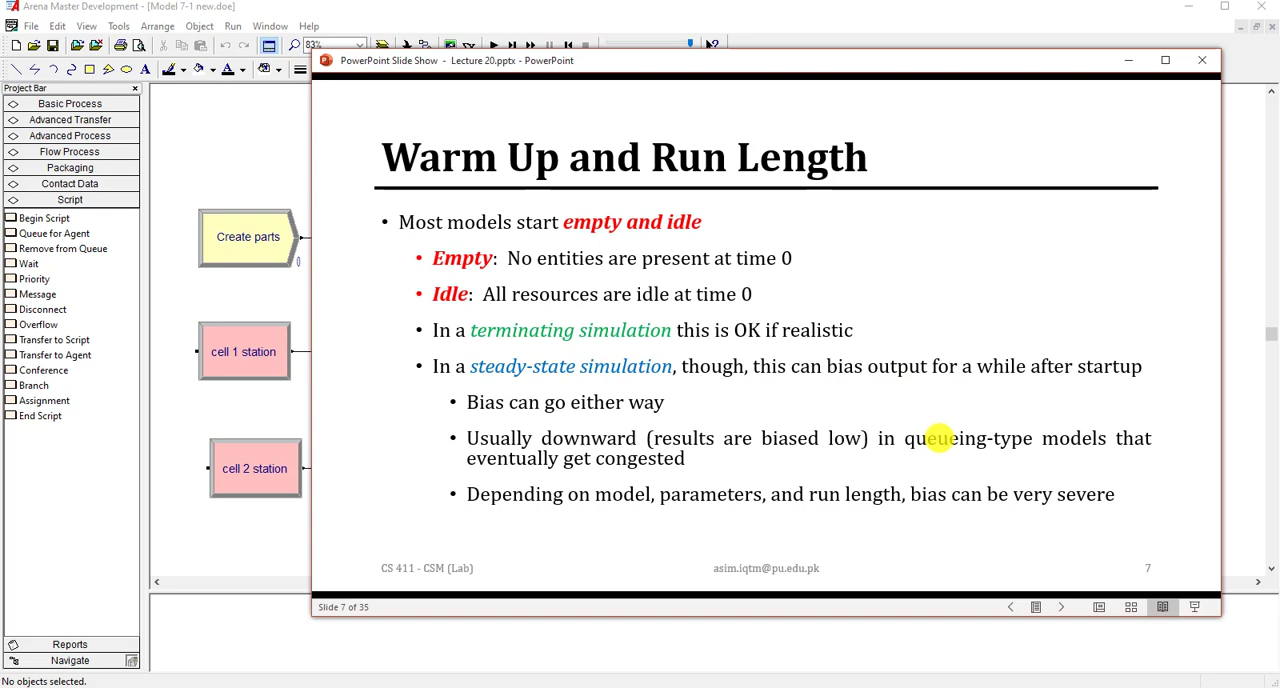 Arena Master Development - [Model 7-1 new.doe]
File Edit View Tools Arrange Object Run Window Help
83%
Project Bar
Basic Process
Advanced Transfer
Advanced Process
Flow Process
Packaging
Contact Data
Script
Begin Script
Queue for Agent
Remove from Queue
Wait
Priority
Message
Disconnect
Overflow
Transfer to Script
Transfer to Agent
Conference
Branch
Assignment
End Script
Reports
Navigate
No objects selected.
Create parts
0
cell 1 station
cell 2 station
PowerPoint Slide Show - Lecture 20.pptx - PowerPoint
Warm Up and Run Length
• Most models start empty and idle
• Empty: No entities are present at time 0
• Idle: All resources are idle at time 0
• In a terminating simulation this is OK if realistic
• In a steady-state simulation, though, this can bias output for a while after startup
• Bias can go either way
• Usually downward (results are biased low) in queueing-type models that
eventually get congested
• Depending on model, parameters, and run length, bias can be very severe
CS 411 - CSM (Lab) asim.iqtm@pu.edu.pk 7
Slide 7 of 35